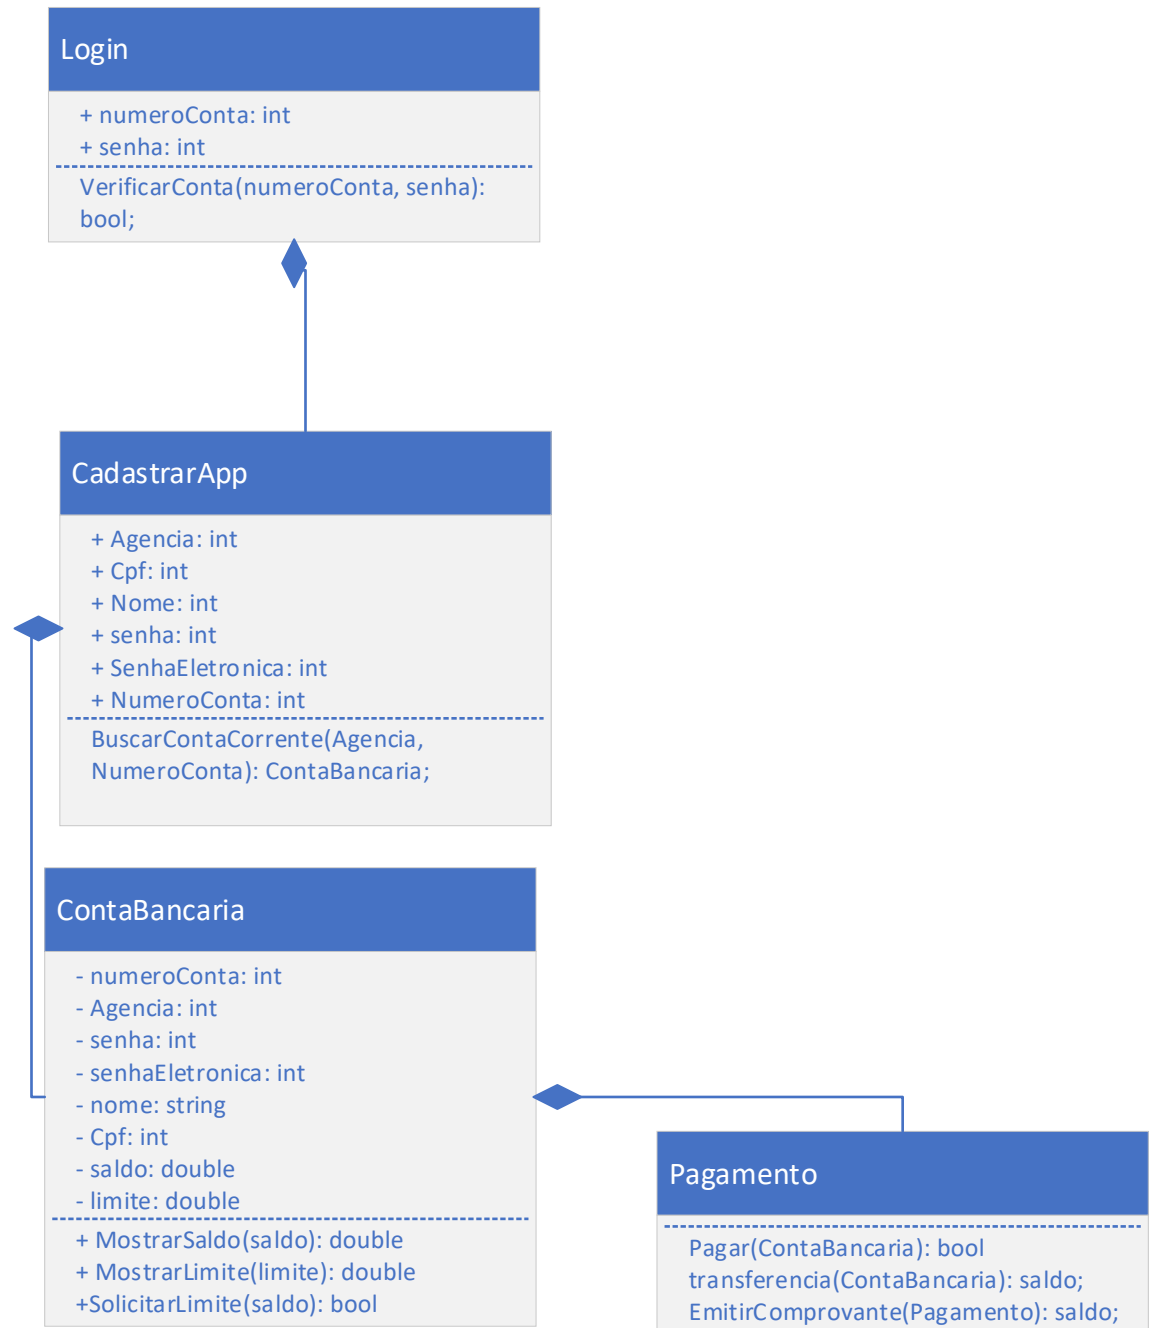 Login
+ numeroConta: int
+ senha: int
VerificarConta(numeroConta, senha):
bool;
CadastrarApp
+ Agencia: int
+ Cpf: int
+ Nome: int
+ senha: int
+ SenhaEletronica: int
+ NumeroConta: int
BuscarContaCorrente(Agencia,
NumeroConta): ContaBancaria;
ContaBancaria
- numeroConta: int
- Agencia: int
- senha: int
- senhaEletronica: int
- nome: string
- Cpf: int
- saldo: double
- limite: double
+ MostrarSaldo(saldo): double
+ MostrarLimite(limite): double
+SolicitarLimite(saldo): bool
Pagamento
Pagar(ContaBancaria): bool
transferencia(ContaBancaria): saldo;
EmitirComprovante(Pagamento): saldo;